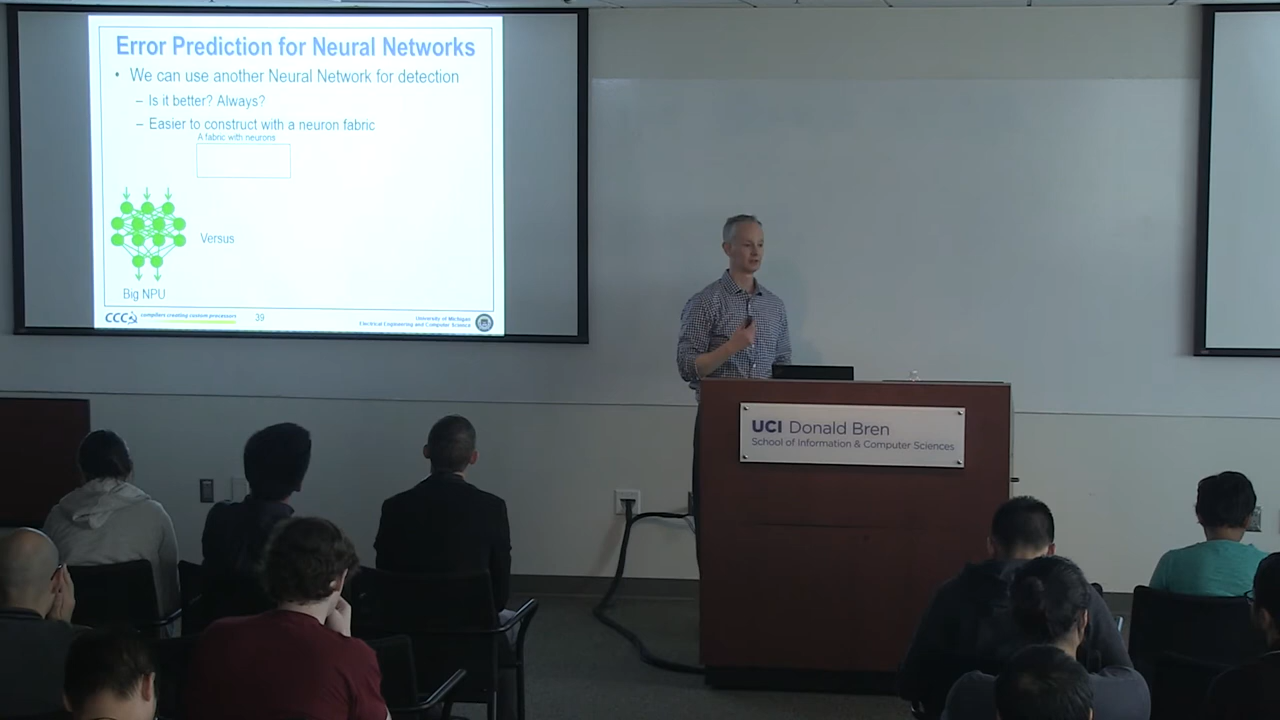 Error Prediction for Neural Networks
• We can use another Neural Network for detection
– Is it better? Always?
– Easier to construct with a neuron fabric
A fabric with neurons
Versus
Big NPU
CCCP compilers creating custom processors
39
University of Michigan
Electrical Engineering and Computer Science
UCI Donald Bren
School of Information & Computer Sciences